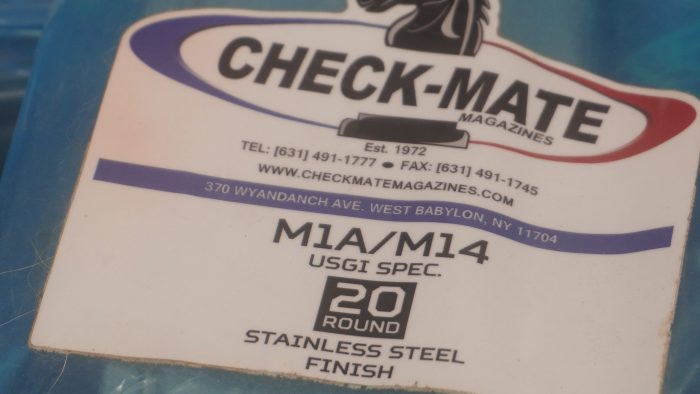 CHECK-MATE
MAGAZINES
Est. 1972
TEL: [631] 491-1777 ● FAX: [631] 491-1745
WWW.CHECKMATEMAGAZINES.COM
370 WYANDANCH AVE. WEST BABYLON, NY 11704
M1A/M14
USGI SPEC.
20
ROUND
STAINLESS STEEL
FINISH